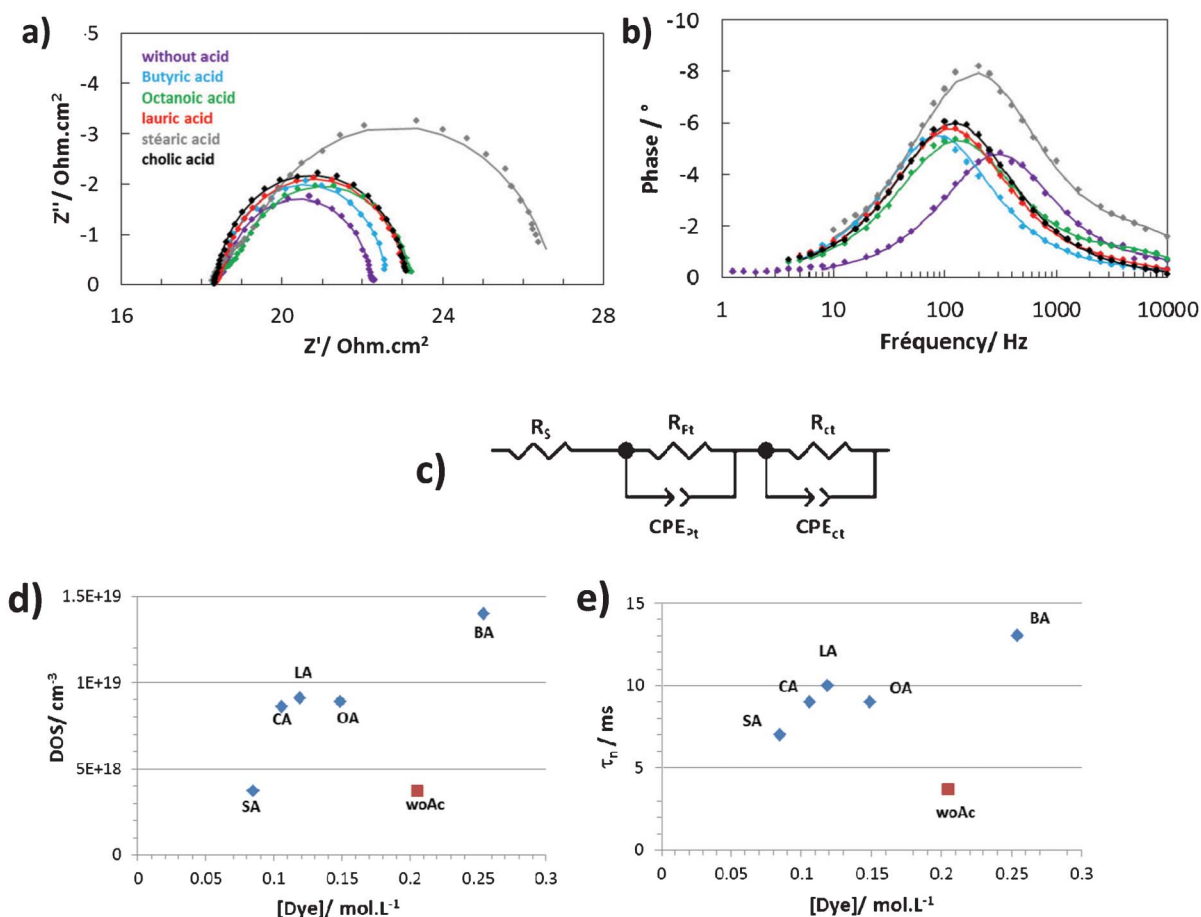 a)
-5
-4
-3
-2
-1
0
16
20
24
28
Z''/ Ohm.cm²
Z'/ Ohm.cm²
without acid
Butyric acid
Octanoic acid
lauric acid
stéaric acid
cholic acid
b)
-10
-8
-6
-4
-2
0
1
10
100
1000
10000
Phase / °
Fréquency/ Hz
c)
R_S
R_Pt
R_ct
CPE_Pt
CPE_ct
d)
1.5E+19
1E+19
5E+18
0
0
0.05
0.1
0.15
0.2
0.25
0.3
DOS/ cm⁻³
[Dye]/ mol.L⁻¹
BA
LA
CA
OA
SA
woAc
e)
15
10
5
0
0
0.05
0.1
0.15
0.2
0.25
0.3
τₙ / ms
[Dye]/ mol.L⁻¹
BA
LA
CA
OA
SA
woAc